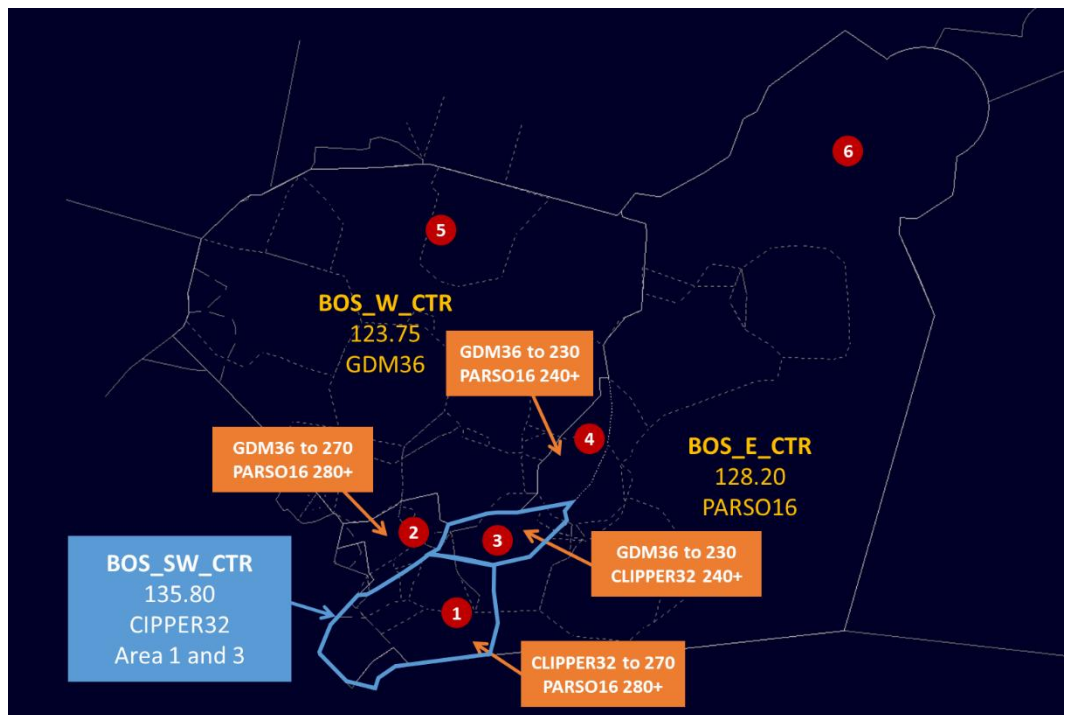 6
5
BOS_W_CTR
123.75
GDM36
GDM36 to 230
PARSO16 240+
4
GDM36 to 270
PARSO16 280+
BOS_E_CTR
128.20
PARSO16
2
3
BOS_SW_CTR
135.80
CIPPER32
Area 1 and 3
GDM36 to 230
CLIPPER32 240+
1
CLIPPER32 to 270
PARSO16 280+